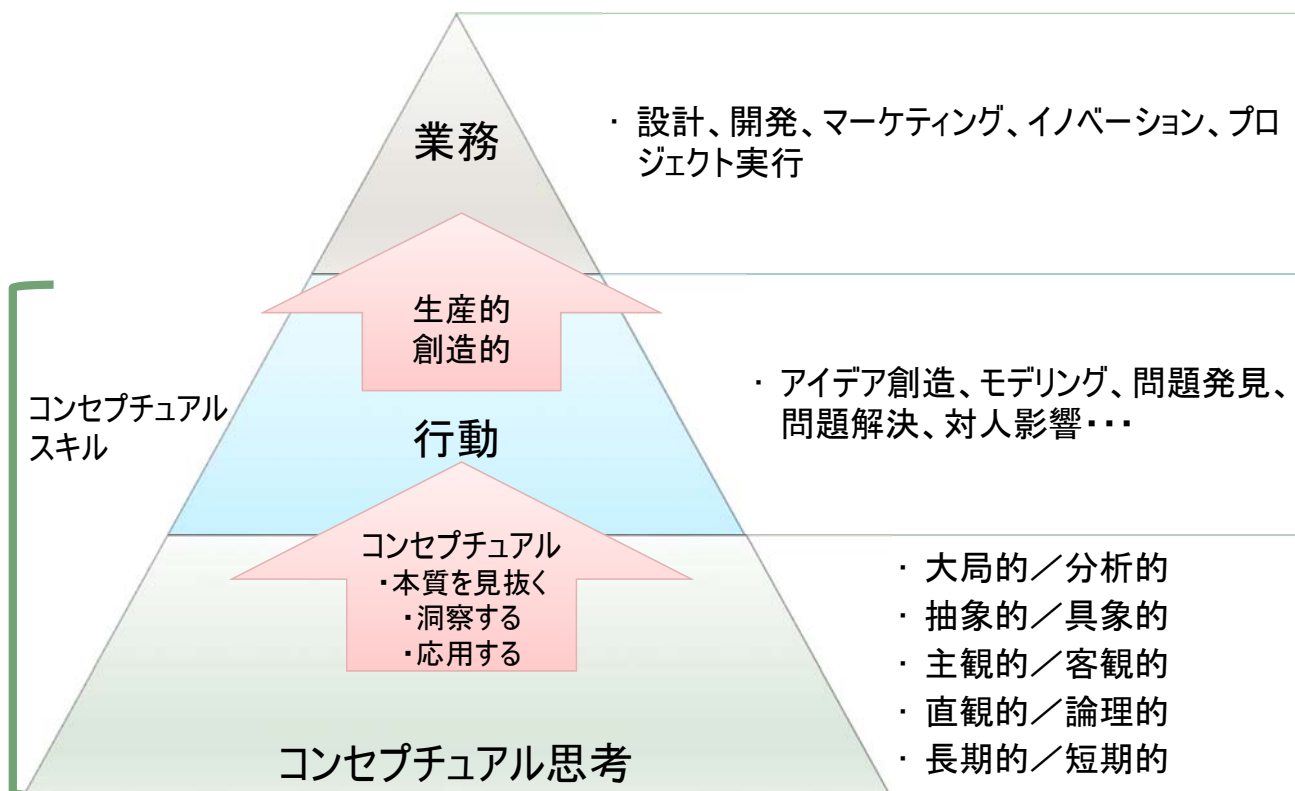 業務
・ 設計、開発、マーケティング、イノベーション、プロ
ジェクト実行
生産的
創造的
コンセプチュアル
スキル
行動
・ アイデア創造、モデリング、問題発見、
問題解決、対人影響・・・
コンセプチュアル
・本質を見抜く
・洞察する
・応用する
コンセプチュアル思考
・ 大局的／分析的
・ 抽象的／具象的
・ 主観的／客観的
・ 直観的／論理的
・ 長期的／短期的